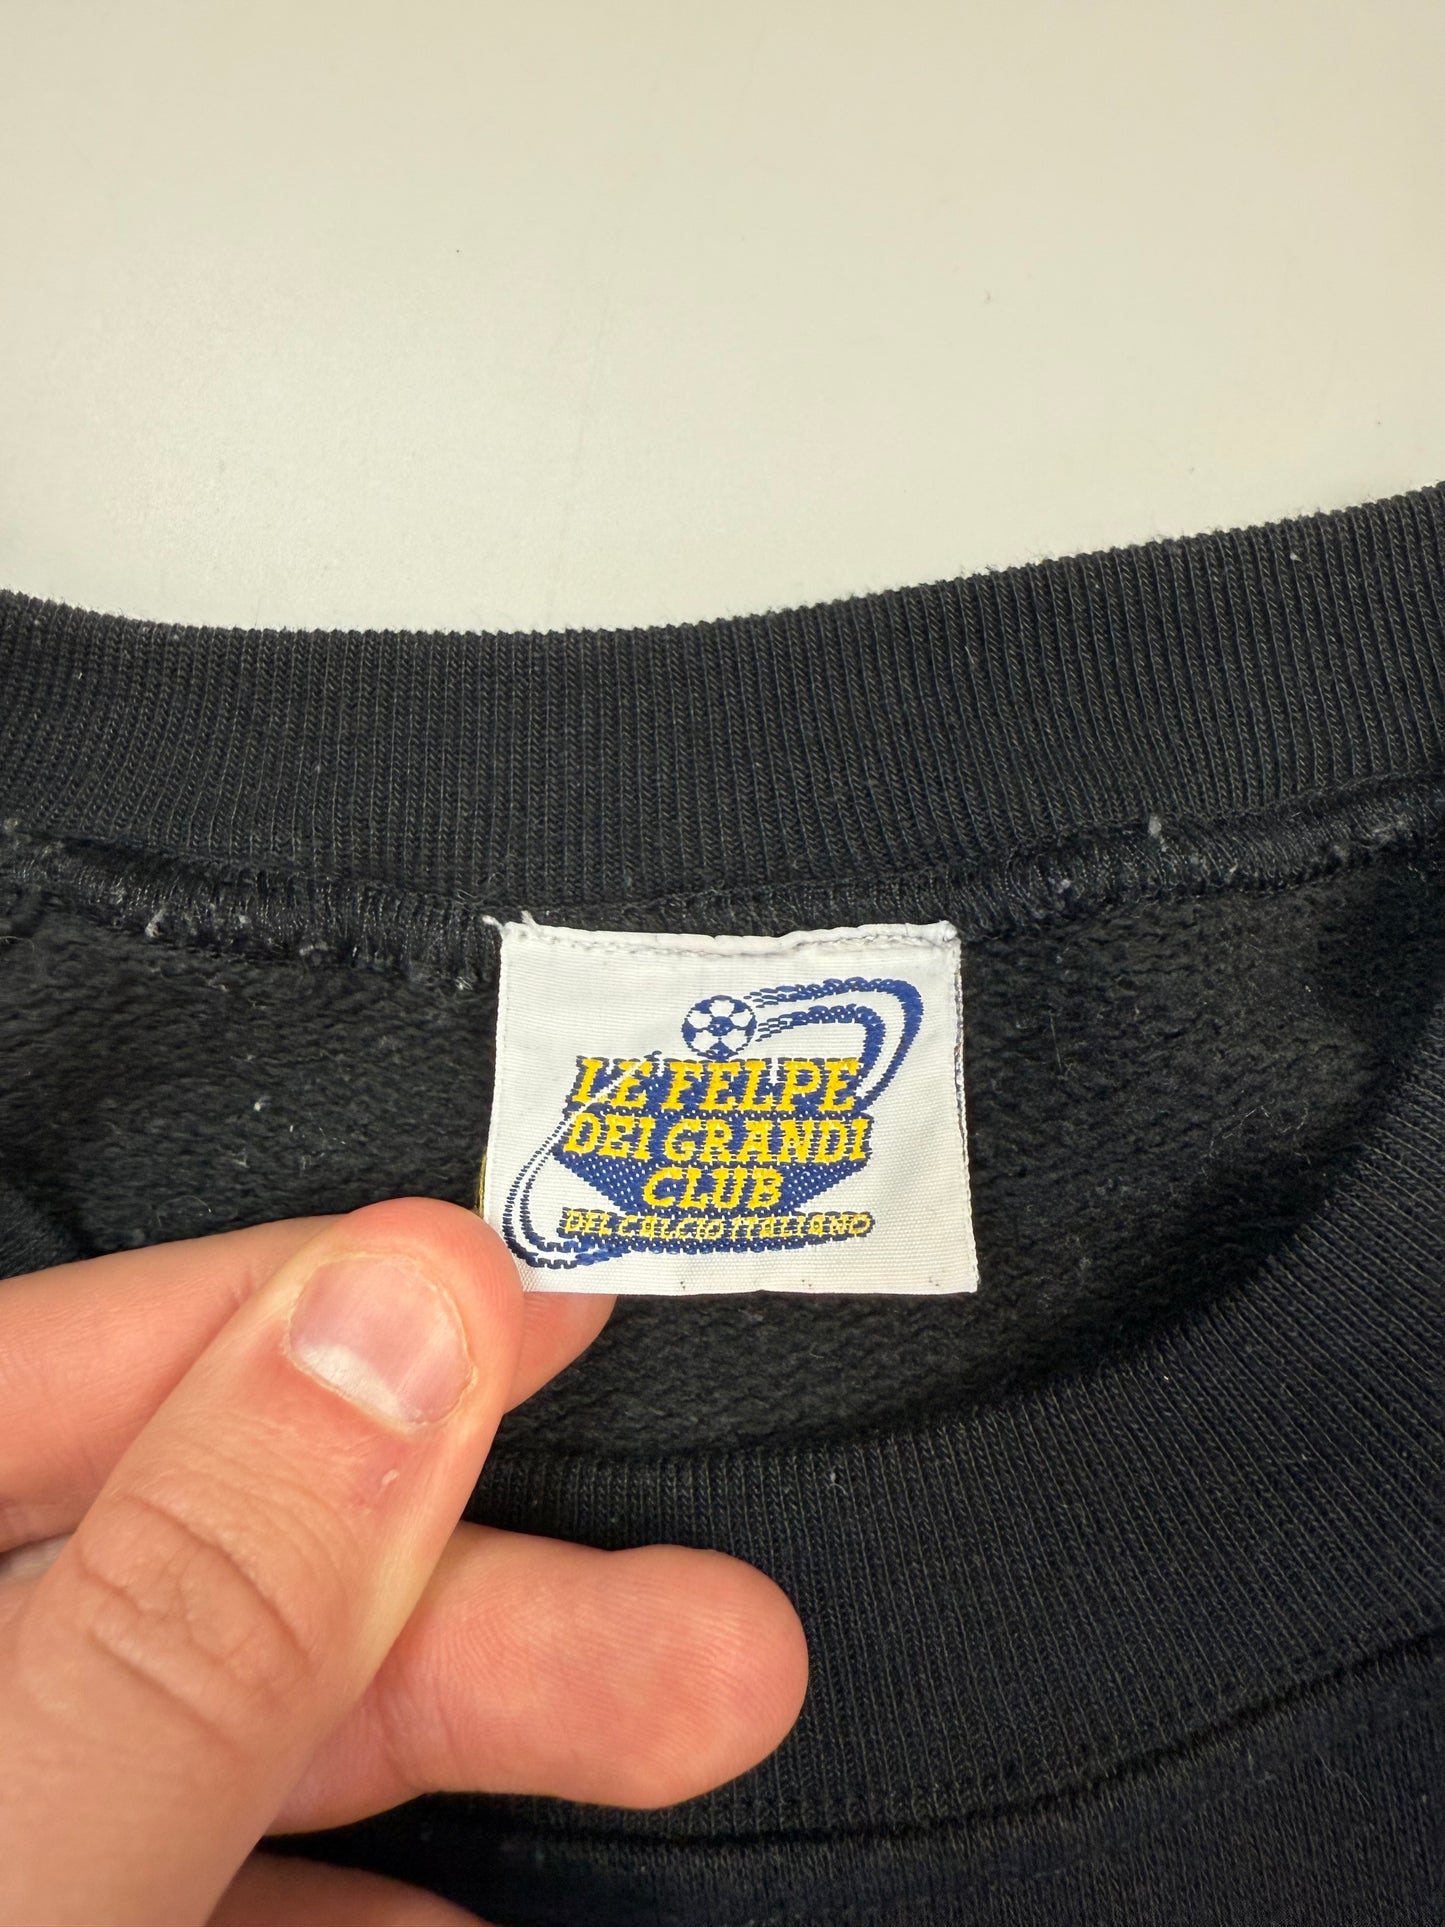 LE FELPE
DEI GRANDI
CLUB
DEL CALCIO ITALIANO